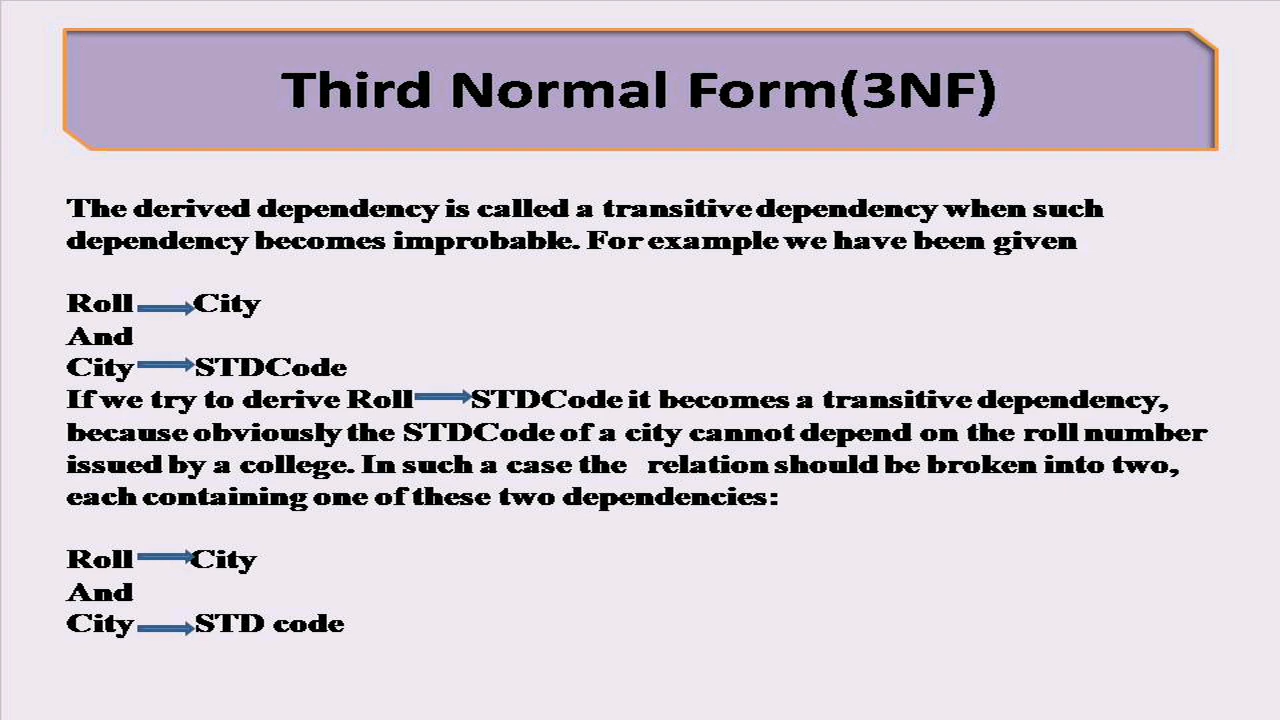 Third Normal Form(3NF)
The derived dependency is called a transitive dependency when such
dependency becomes improbable. For example we have been given
Roll City
And
City STDCode
If we try to derive Roll STDCode it becomes a transitive dependency,
because obviously the STDCode of a city cannot depend on the roll number
issued by a college. In such a case the relation should be broken into two,
each containing one of these two dependencies:
Roll City
And
City STD code